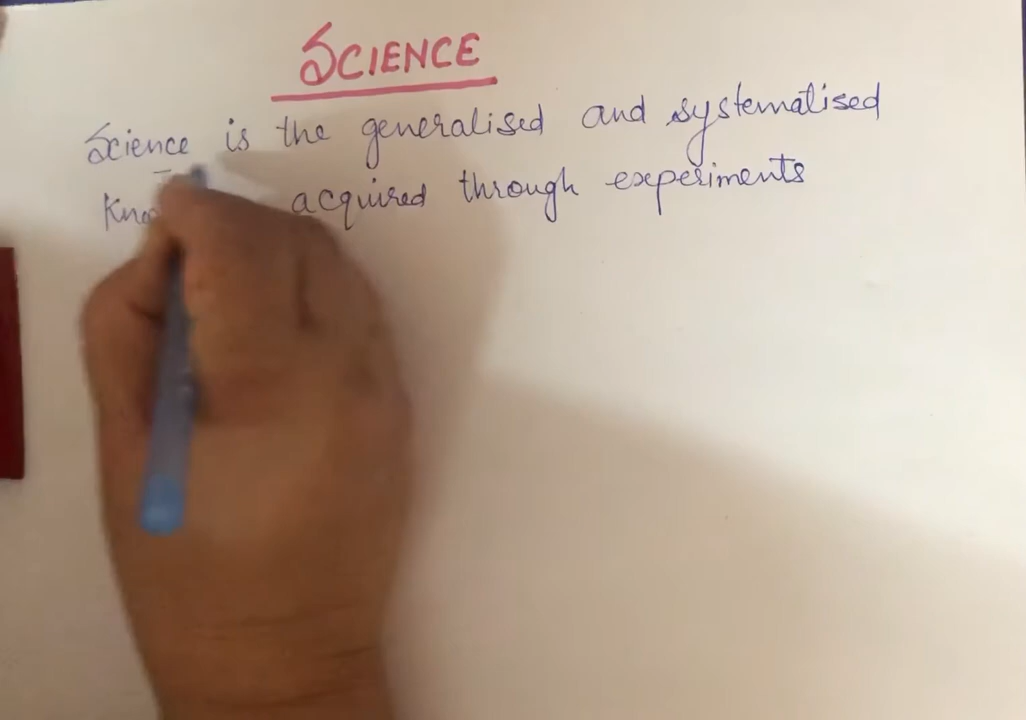 SCIENCE
Science is the generalised and systematised
acquired through experiments